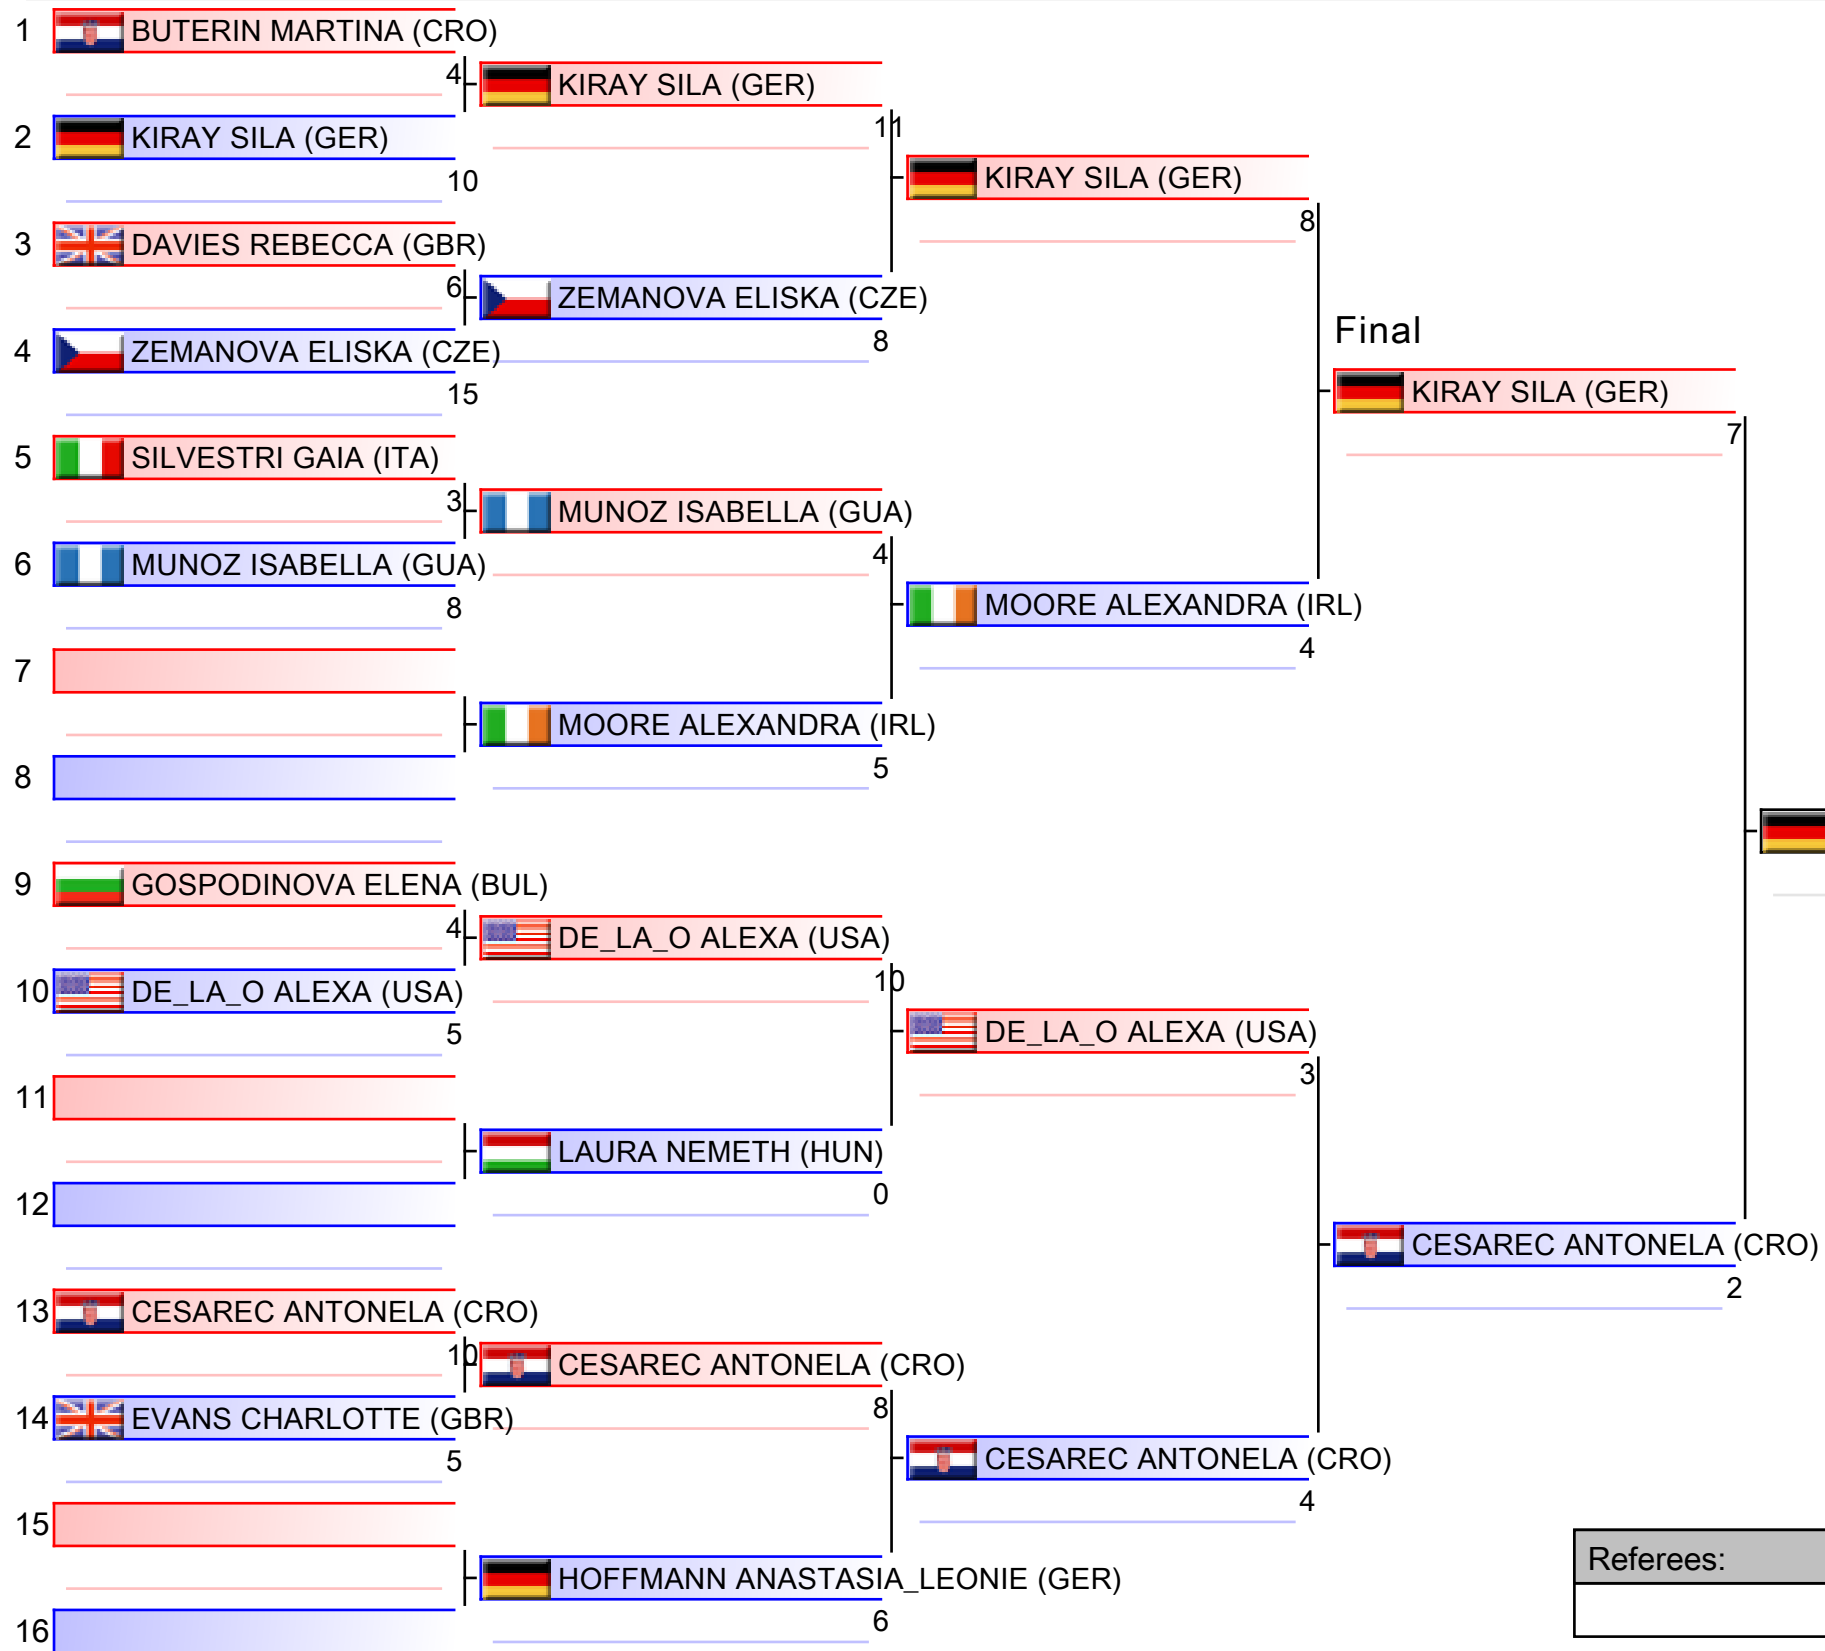 1 BUTERIN MARTINA (CRO)
4 KIRAY SILA (GER)
2 KIRAY SILA (GER)
11
10
KIRAY SILA (GER)
8
3 DAVIES REBECCA (GBR)
6 ZEMANOVA ELISKA (CZE)
8
4 ZEMANOVA ELISKA (CZE)
15
Final
KIRAY SILA (GER)
7
5 SILVESTRI GAIA (ITA)
3 MUNOZ ISABELLA (GUA)
4
6 MUNOZ ISABELLA (GUA)
8
MOORE ALEXANDRA (IRL)
4
7
MOORE ALEXANDRA (IRL)
5
8
9 GOSPODINOVA ELENA (BUL)
4 DE_LA_O ALEXA (USA)
10
10 DE_LA_O ALEXA (USA)
5
DE_LA_O ALEXA (USA)
3
11
LAURA NEMETH (HUN)
0
12
CESAREC ANTONELA (CRO)
2
13 CESAREC ANTONELA (CRO)
10 CESAREC ANTONELA (CRO)
8
14 EVANS CHARLOTTE (GBR)
5
CESAREC ANTONELA (CRO)
4
15
HOFFMANN ANASTASIA_LEONIE (GER)
6
16
Referees: